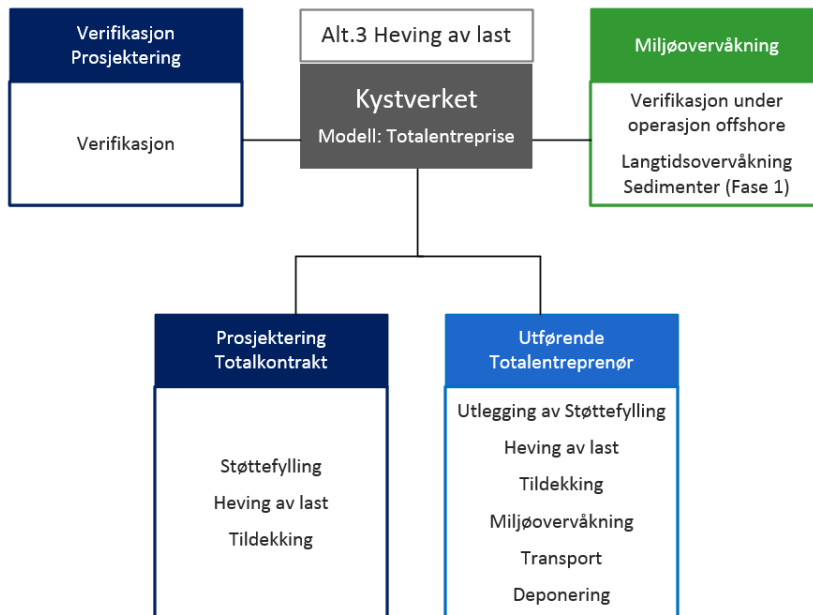 Verifikasjon
Prosjektering
Verifikasjon
Alt.3 Heving av last
Kystverket
Modell: Totalentreprise
Miljøovervåkning
Verifikasjon under
operasjon offshore
Langtidsovervåkning
Sedimenter (Fase 1)
Prosjektering
Totalkontrakt
Støttefylling
Heving av last
Tildekking
Utførende
Totalentreprenør
Utlegging av Støttefylling
Heving av last
Tildekking
Miljøovervåkning
Transport
Deponering